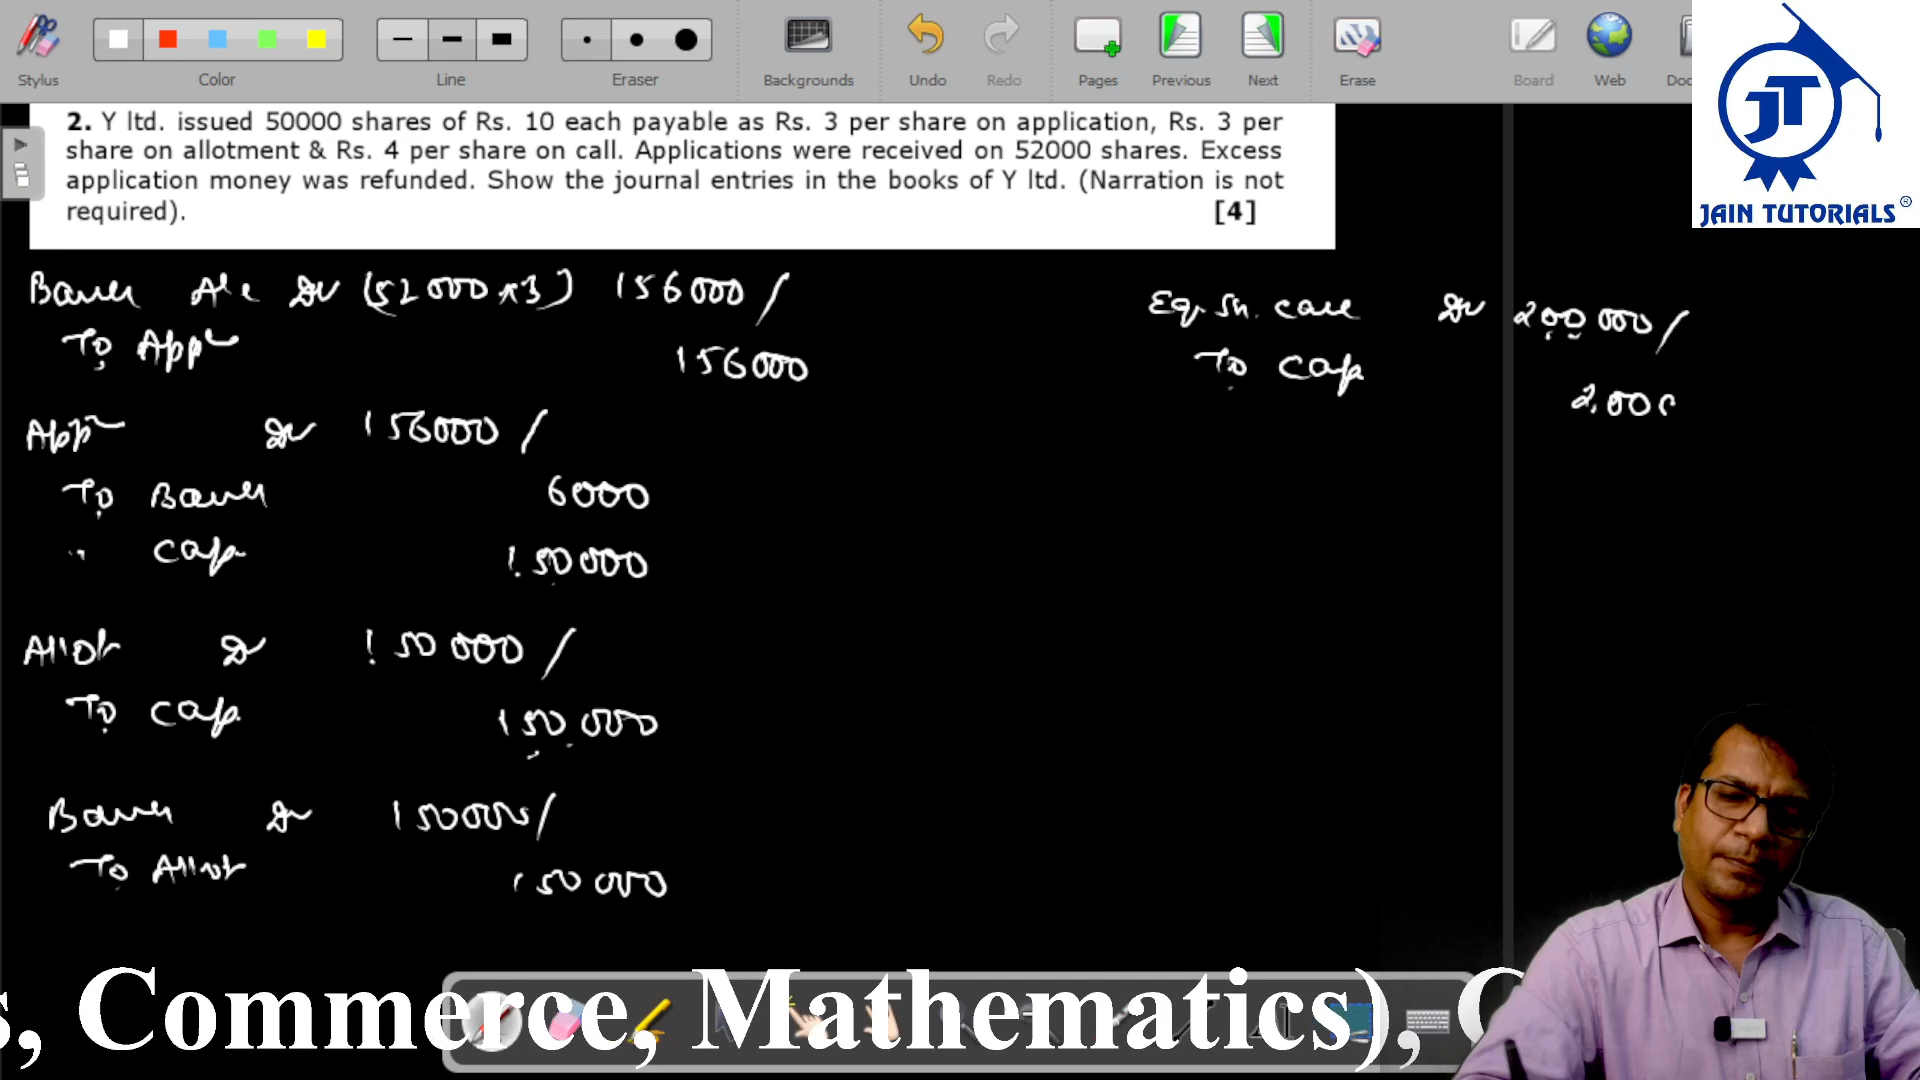 Stylus
Color
Line
Eraser
Backgrounds
Undo
Redo
Pages
Previous
Next
Erase
Board
Web
Doc
JT
JAIN TUTORIALS®
2. Y ltd. issued 50000 shares of Rs. 10 each payable as Rs. 3 per share on application, Rs. 3 per
share on allotment & Rs. 4 per share on call. Applications were received on 52000 shares. Excess
application money was refunded. Show the journal entries in the books of Y ltd. (Narration is not
required). [4]
Bank A/c Dr (52000x3) 156000/
To Appn
156000
Appn Dr 156000/
To Bank 6000
" Cap 150000
Allot Dr 150000/
To Cap 150000
Bank Dr 150000/
To Allot 150000
Eq. Sh. Call Dr 200000/
To Cap
2000
s, Commerce, Mathematics), C